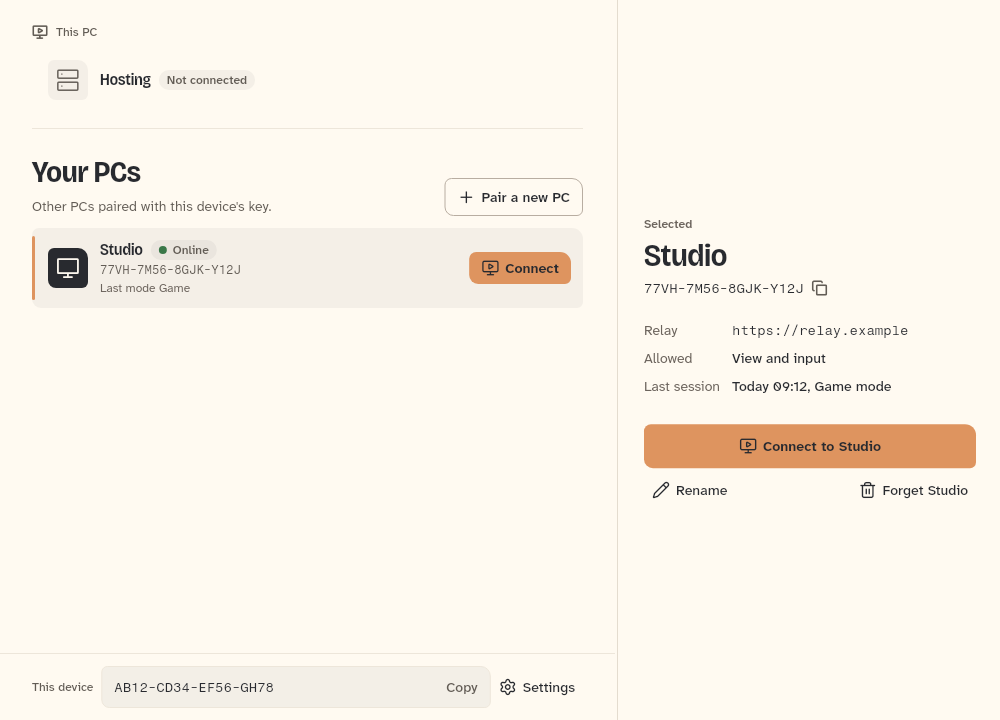 This PC
Hosting Not connected
Your PCs
Other PCs paired with this device's key.
Pair a new PC
Studio Online
77VH-7M56-8GJK-Y12J
Last mode Game
Connect
This device AB12-CD34-EF56-GH78 Copy Settings
Selected
Studio
77VH-7M56-8GJK-Y12J
Relay https://relay.example
Allowed View and input
Last session Today 09:12, Game mode
Connect to Studio
Rename Forget Studio